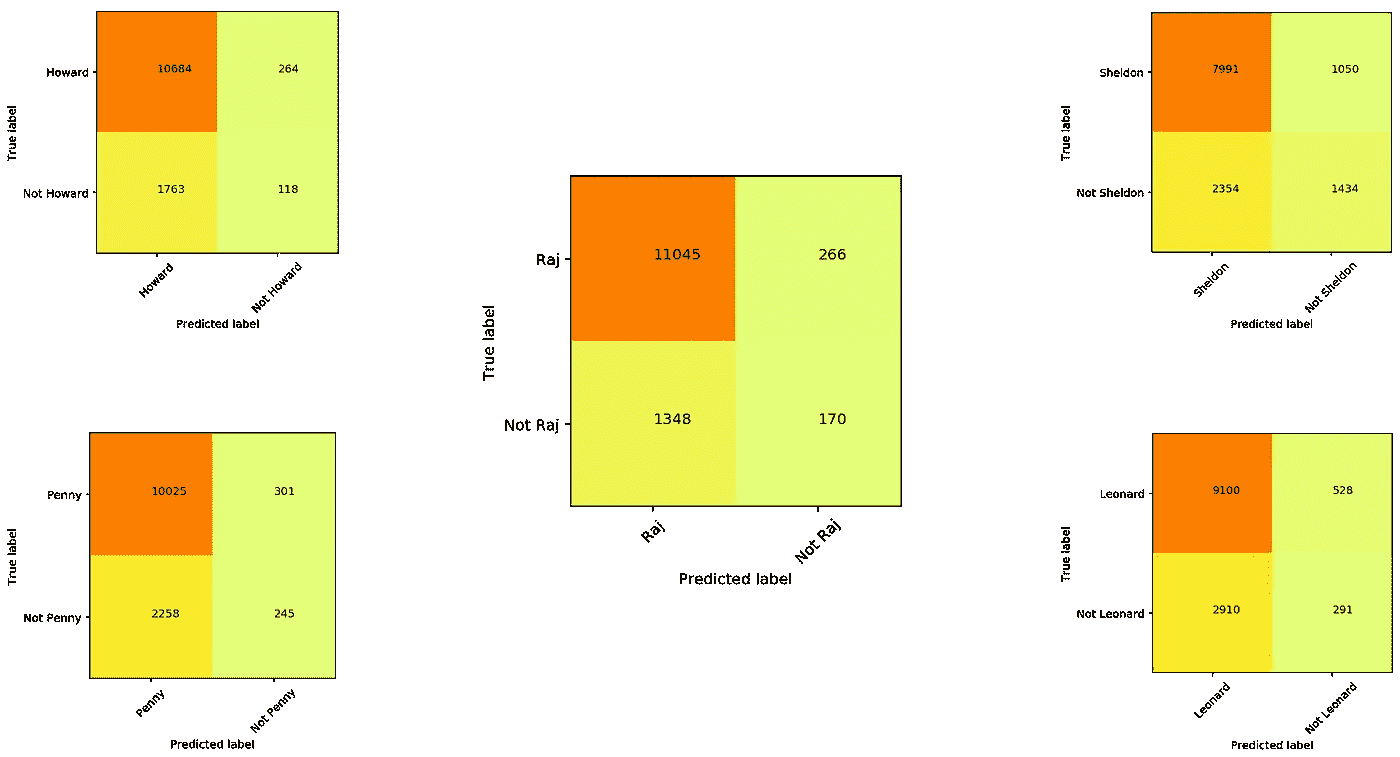 True label
Howard
10684 264
Not Howard
1763 118
Howard
Not Howard
Predicted label
True label
Sheldon
7991 1050
Not Sheldon
2354 1434
Sheldon
Not Sheldon
Predicted label
True label
Raj
11045 266
Not Raj
1348 170
Raj
Not Raj
Predicted label
True label
Penny
10025 301
Not Penny
2258 245
Penny
Not Penny
Predicted label
True label
Leonard
9100 528
Not Leonard
2910 291
Leonard
Not Leonard
Predicted label